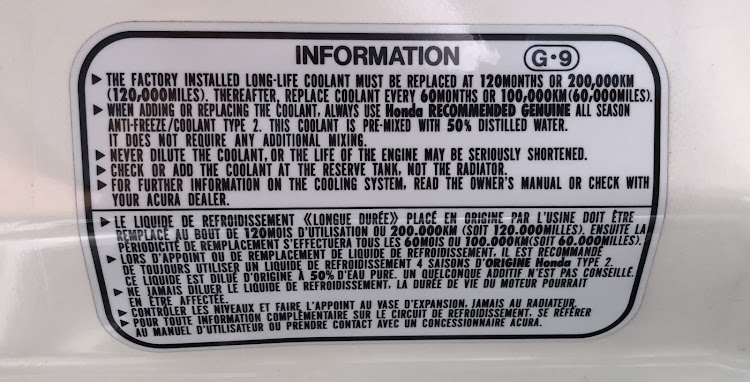 INFORMATION G•9
▶ THE FACTORY INSTALLED LONG-LIFE COOLANT MUST BE REPLACED AT 120MONTHS OR 200,000KM
(120,000MILES). THEREAFTER, REPLACE COOLANT EVERY 60MONTHS OR 100,000KM(60,000MILES).
▶ WHEN ADDING OR REPLACING THE COOLANT, ALWAYS USE Honda RECOMMENDED GENUINE ALL SEASON
ANTI-FREEZE/COOLANT TYPE 2. THIS COOLANT IS PRE-MIXED WITH 50% DISTILLED WATER.
IT DOES NOT REQUIRE ANY ADDITIONAL MIXING.
▶ NEVER DILUTE THE COOLANT, OR THE LIFE OF THE ENGINE MAY BE SERIOUSLY SHORTENED.
▶ CHECK OR ADD THE COOLANT AT THE RESERVE TANK, NOT THE RADIATOR.
▶ FOR FURTHER INFORMATION ON THE COOLING SYSTEM, READ THE OWNER'S MANUAL OR CHECK WITH
YOUR ACURA DEALER.
▶ LE LIQUIDE DE REFROIDISSEMENT 《LONGUE DURÉE》 PLACÉ EN ORIGINE PAR L'USINE DOIT ÊTRE
REMPLACÉ AU BOUT DE 120MOIS D'UTILISATION OU 200.000KM (SOIT 120.000MILLES). ENSUITE LA
PÉRIODICITÉ DE REMPLACEMENT S'EFFECTUERA TOUS LES 60MOIS OU 100.000KM(SOIT 60.000MILLES).
▶ LORS D'APPOINT OU DE REMPLACEMENT DE LIQUIDE DE REFROIDISSEMENT, IL EST RECOMMANDÉ
DE TOUJOURS UTILISER UN LIQUIDE DE REFROIDISSEMENT 4 SAISONS D'ORIGINE Honda TYPE 2.
CE LIQUIDE EST DILUÉ D'ORIGINE À 50% D'EAU PURE. UN QUELCONQUE ADDITIF N'EST PAS CONSEILLÉ.
▶ NE JAMAIS DILUER LE LIQUIDE DE REFROIDISSEMENT, LA DURÉE DE VIE DU MOTEUR POURRAIT
EN ÊTRE AFFECTÉE.
▶ CONTRÔLER LES NIVEAUX ET FAIRE L'APPOINT AU VASE D'EXPANSION, JAMAIS AU RADIATEUR.
▶ POUR TOUTE INFORMATION COMPLÉMENTAIRE SUR LE CIRCUIT DE REFROIDISSEMENT, SE RÉFÉRER
AU MANUEL D'UTILISATEUR OU PRENDRE CONTACT AVEC UN CONCESSIONNAIRE ACURA.